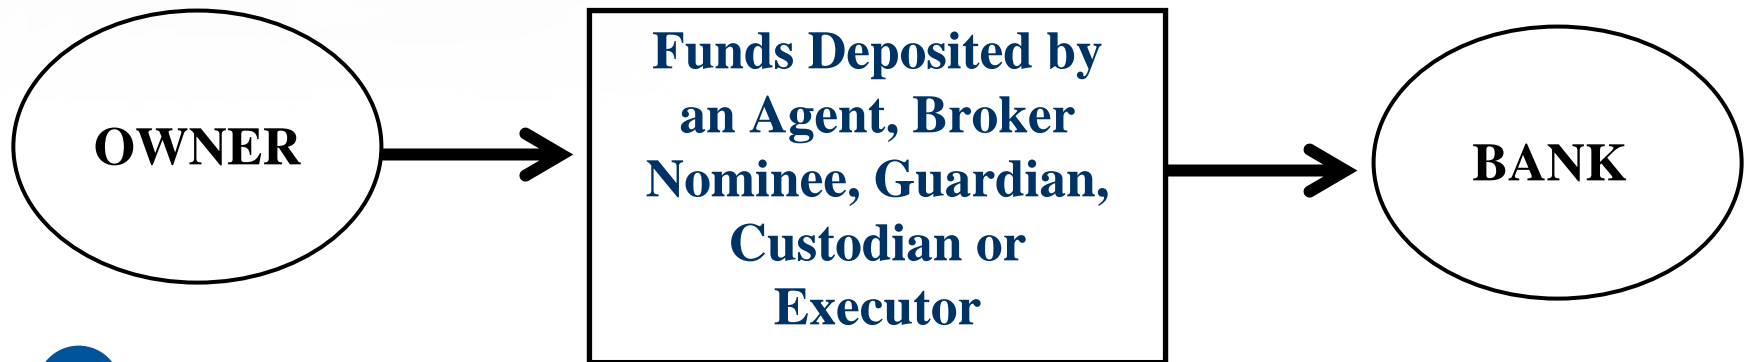 OWNER
Funds Deposited by
an Agent, Broker
Nominee, Guardian,
Custodian or
Executor
BANK